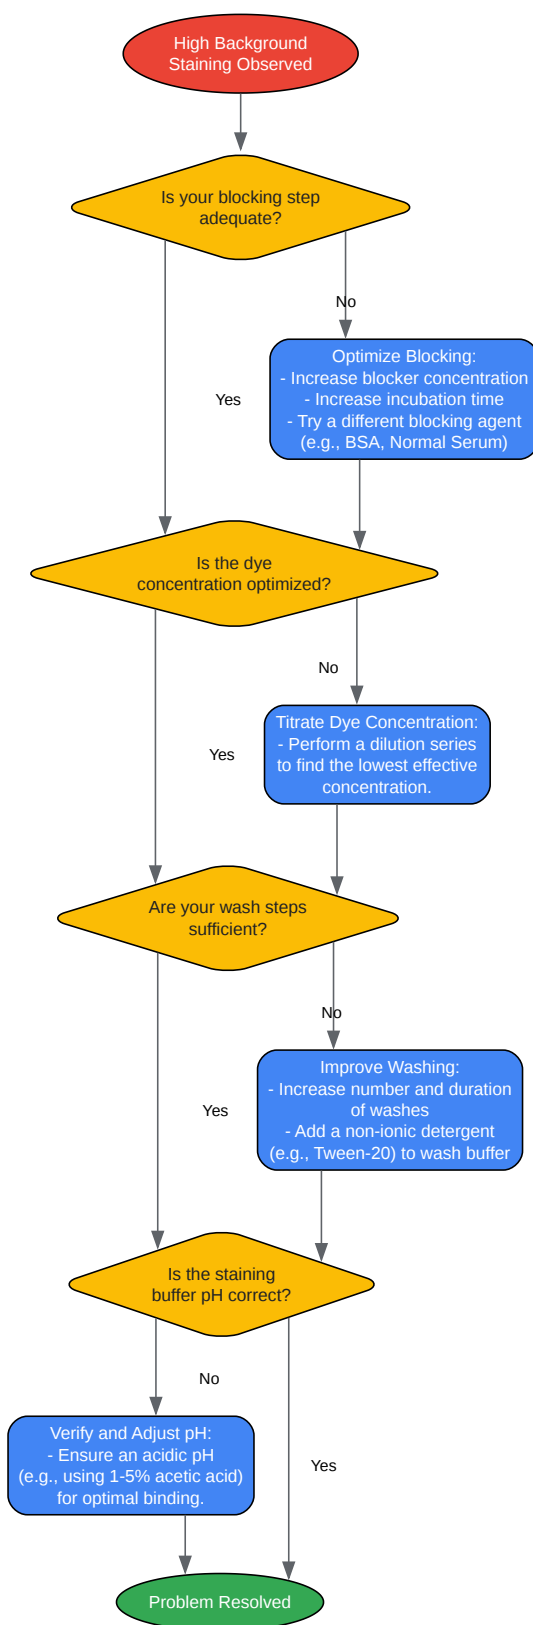 High Background
Staining Observed
Is your blocking step
adequate?
No
Optimize Blocking:
- Increase blocker concentration
- Increase incubation time
- Try a different blocking agent
(e.g., BSA, Normal Serum)
Yes
Is the dye
concentration optimized?
No
Titrate Dye Concentration:
- Perform a dilution series
to find the lowest effective
concentration.
Yes
Are your wash steps
sufficient?
No
Improve Washing:
- Increase number and duration
of washes
- Add a non-ionic detergent
(e.g., Tween-20) to wash buffer
Yes
Is the staining
buffer pH correct?
No
Verify and Adjust pH:
- Ensure an acidic pH
(e.g., using 1-5% acetic acid)
for optimal binding.
Yes
Problem Resolved